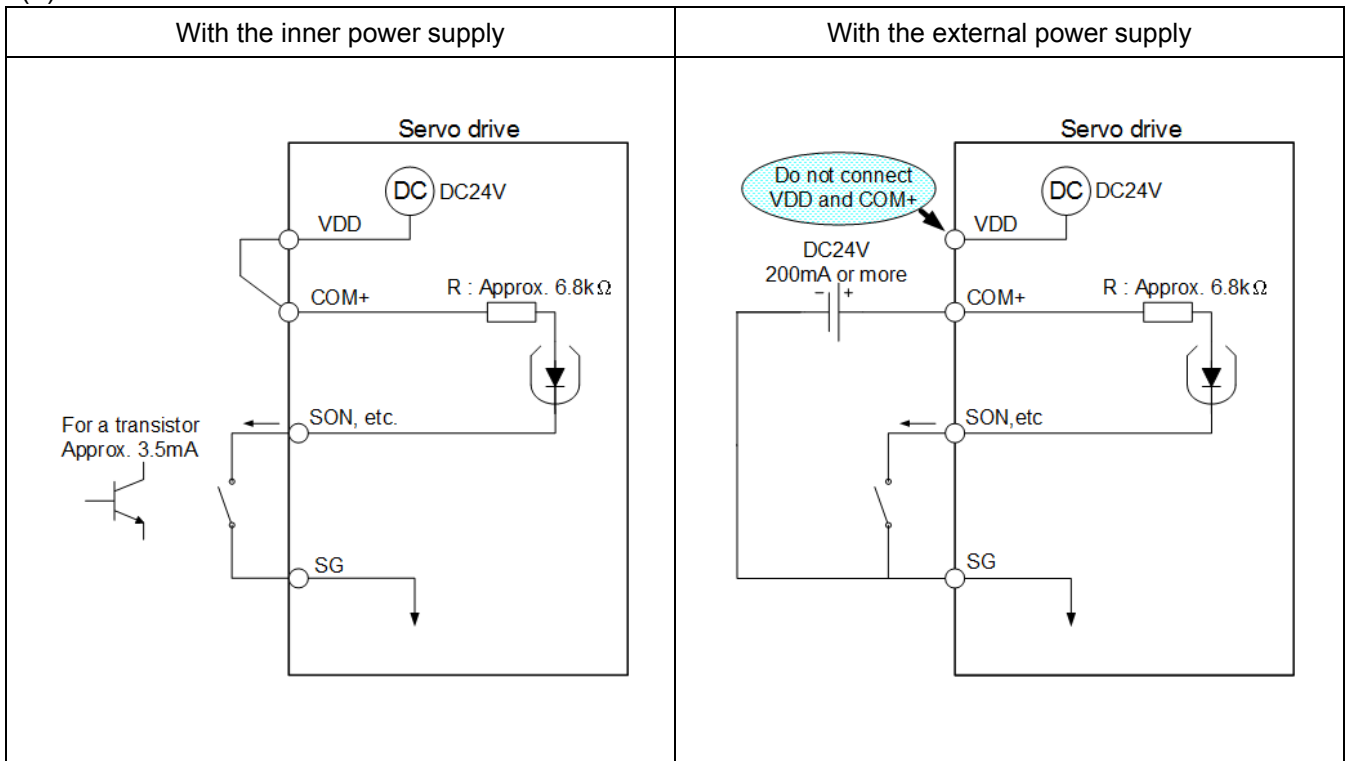 With the inner power supply
With the external power supply
Servo drive
DC DC24V
VDD
COM+
R : Approx. 6.8kΩ
For a transistor
Approx. 3.5mA
SON, etc.
SG
Servo drive
Do not connect
VDD and COM+
DC DC24V
VDD
DC24V
200mA or more
− +
COM+
R : Approx. 6.8kΩ
SON,etc
SG